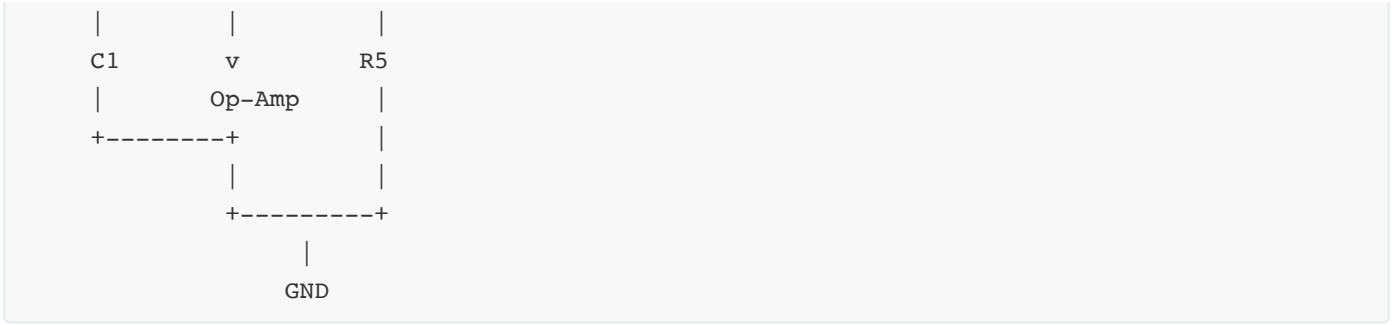 |        |         |
C1       v        R5
|      Op-Amp     |
+--------+         |
         |         |
         +---------+
              |
             GND